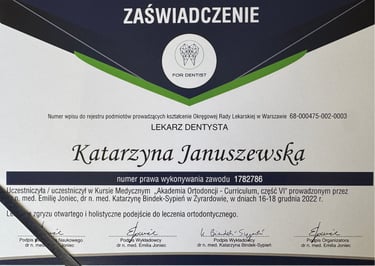 ZAŚWIADCZENIE
FOR DENTIST
Numer wpisu do rejestru podmiotów prowadzących kształcenie Okręgowej Rady Lekarskiej w Warszawie 68-000475-002-0003
LEKARZ DENTYSTA
Katarzyna Januszewska
numer prawa wykonywania zawodu 1782786
Uczestniczyła / uczestniczył w Kursie Medycznym „Akademia Ortodoncji - Curriculum, część VI" prowadzonym przez
dr n. med. Emilię Joniec, dr n. med. Katarzynę Bindek-Sypień w Żyrardowie, w dniach 16-18 grudnia 2022 r.
zgryzu otwartego i holistyczne podejście do leczenia ortodontycznego.
K. Bindek-Sypień
Naukowego Podpis Wykładowcy Podpis Wykładowcy Podpis Organizatora
dr n. med. Emilia Joniec dr n. med. Katarzyna Bindek-Sypień dr n. med. Emilia Joniec